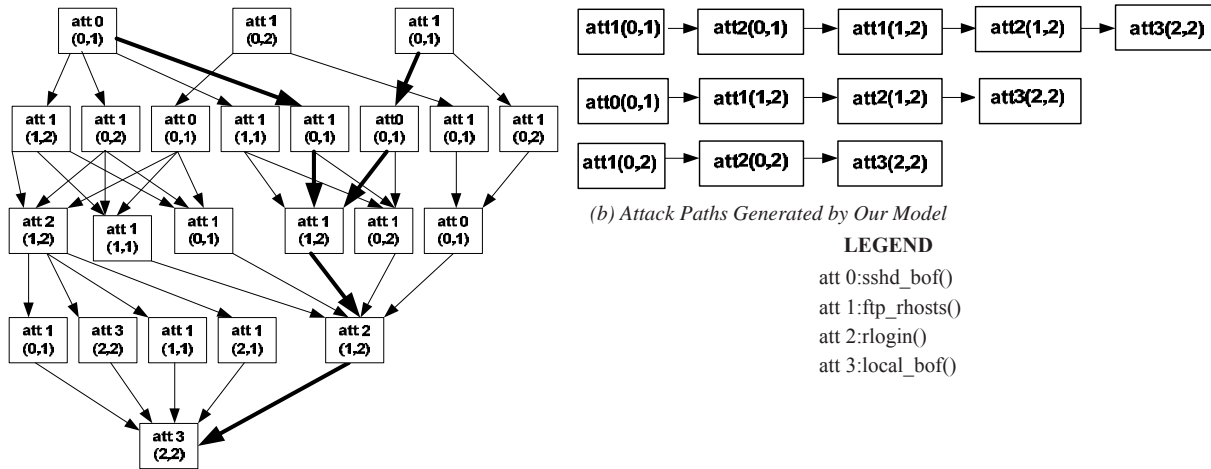 att 0
(0,1)
att 1
(0,2)
att 1
(0,1)
att 1
(1,2)
att 1
(0,2)
att 0
(0,1)
att 1
(1,1)
att 1
(0,1)
att0
(0,1)
att 1
(0,1)
att 1
(0,2)
att 2
(1,2)
att 1
(1,1)
att 1
(0,1)
att 1
(1,2)
att 1
(0,2)
att 0
(0,1)
att 1
(0,1)
att 3
(2,2)
att 1
(1,1)
att 1
(2,1)
att 2
(1,2)
att 3
(2,2)
att1(0,1)
att2(0,1)
att1(1,2)
att2(1,2)
att3(2,2)
att0(0,1)
att1(1,2)
att2(1,2)
att3(2,2)
att1(0,2)
att2(0,2)
att3(2,2)
(b) Attack Paths Generated by Our Model
LEGEND
att 0:sshd_bof()
att 1:ftp_rhosts()
att 2:rlogin()
att 3:local_bof()